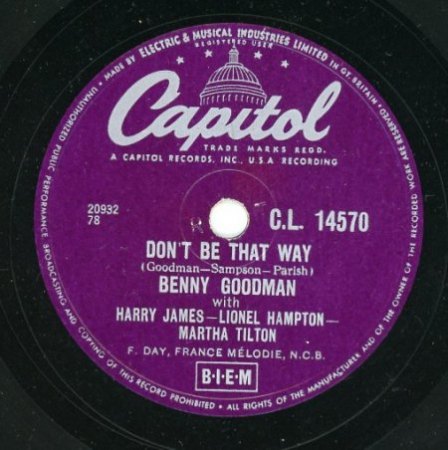 MADE BY ELECTRIC & MUSICAL INDUSTRIES LIMITED IN GT BRITAIN
REGISTERED USER
Capitol
TRADE MARKS REGD.
A CAPITOL RECORDS, INC., U.S.A RECORDING
20932
78
R
C.L. 14570
DON'T BE THAT WAY
(Goodman—Sampson—Parish)
BENNY GOODMAN
with
HARRY JAMES—LIONEL HAMPTON—
MARTHA TILTON
F. DAY, FRANCE MÉLODIE, N.C.B.
B·I·E·M
ALL RIGHTS OF THE MANUFACTURER AND OF THE OWNER OF THE RECORDED WORK ARE RESERVED ·
UNAUTHORIZED PUBLIC PERFORMANCE BROADCASTING AND COPYING OF THIS RECORD PROHIBITED ·